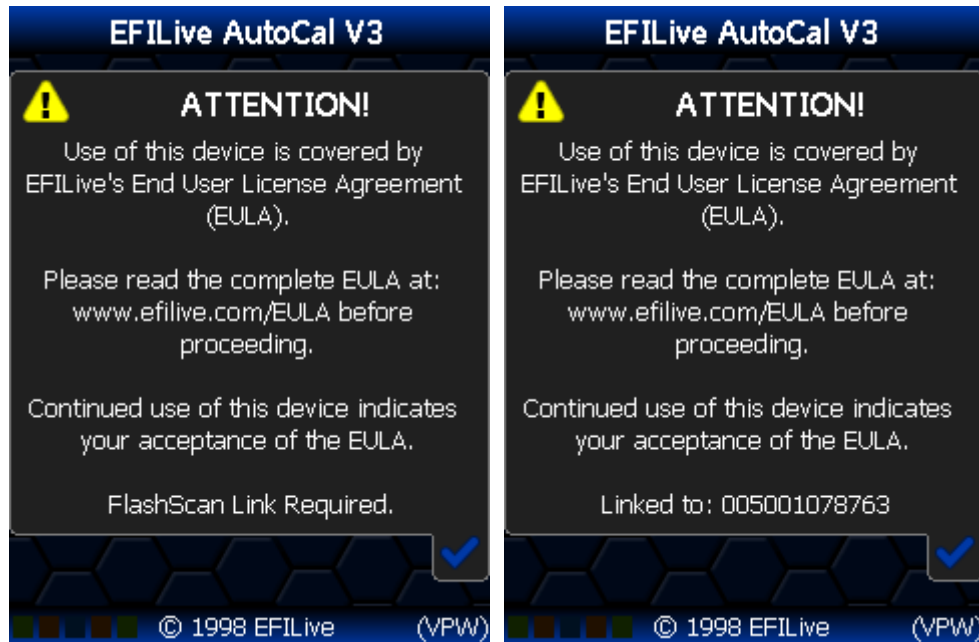 EFILive AutoCal V3
ATTENTION!
Use of this device is covered by
EFILive's End User License Agreement
(EULA).
Please read the complete EULA at:
www.efilive.com/EULA before
proceeding.
Continued use of this device indicates
your acceptance of the EULA.
FlashScan Link Required.
© 1998 EFILive (VPW)
EFILive AutoCal V3
ATTENTION!
Use of this device is covered by
EFILive's End User License Agreement
(EULA).
Please read the complete EULA at:
www.efilive.com/EULA before
proceeding.
Continued use of this device indicates
your acceptance of the EULA.
Linked to: 005001078763
© 1998 EFILive (VPW)